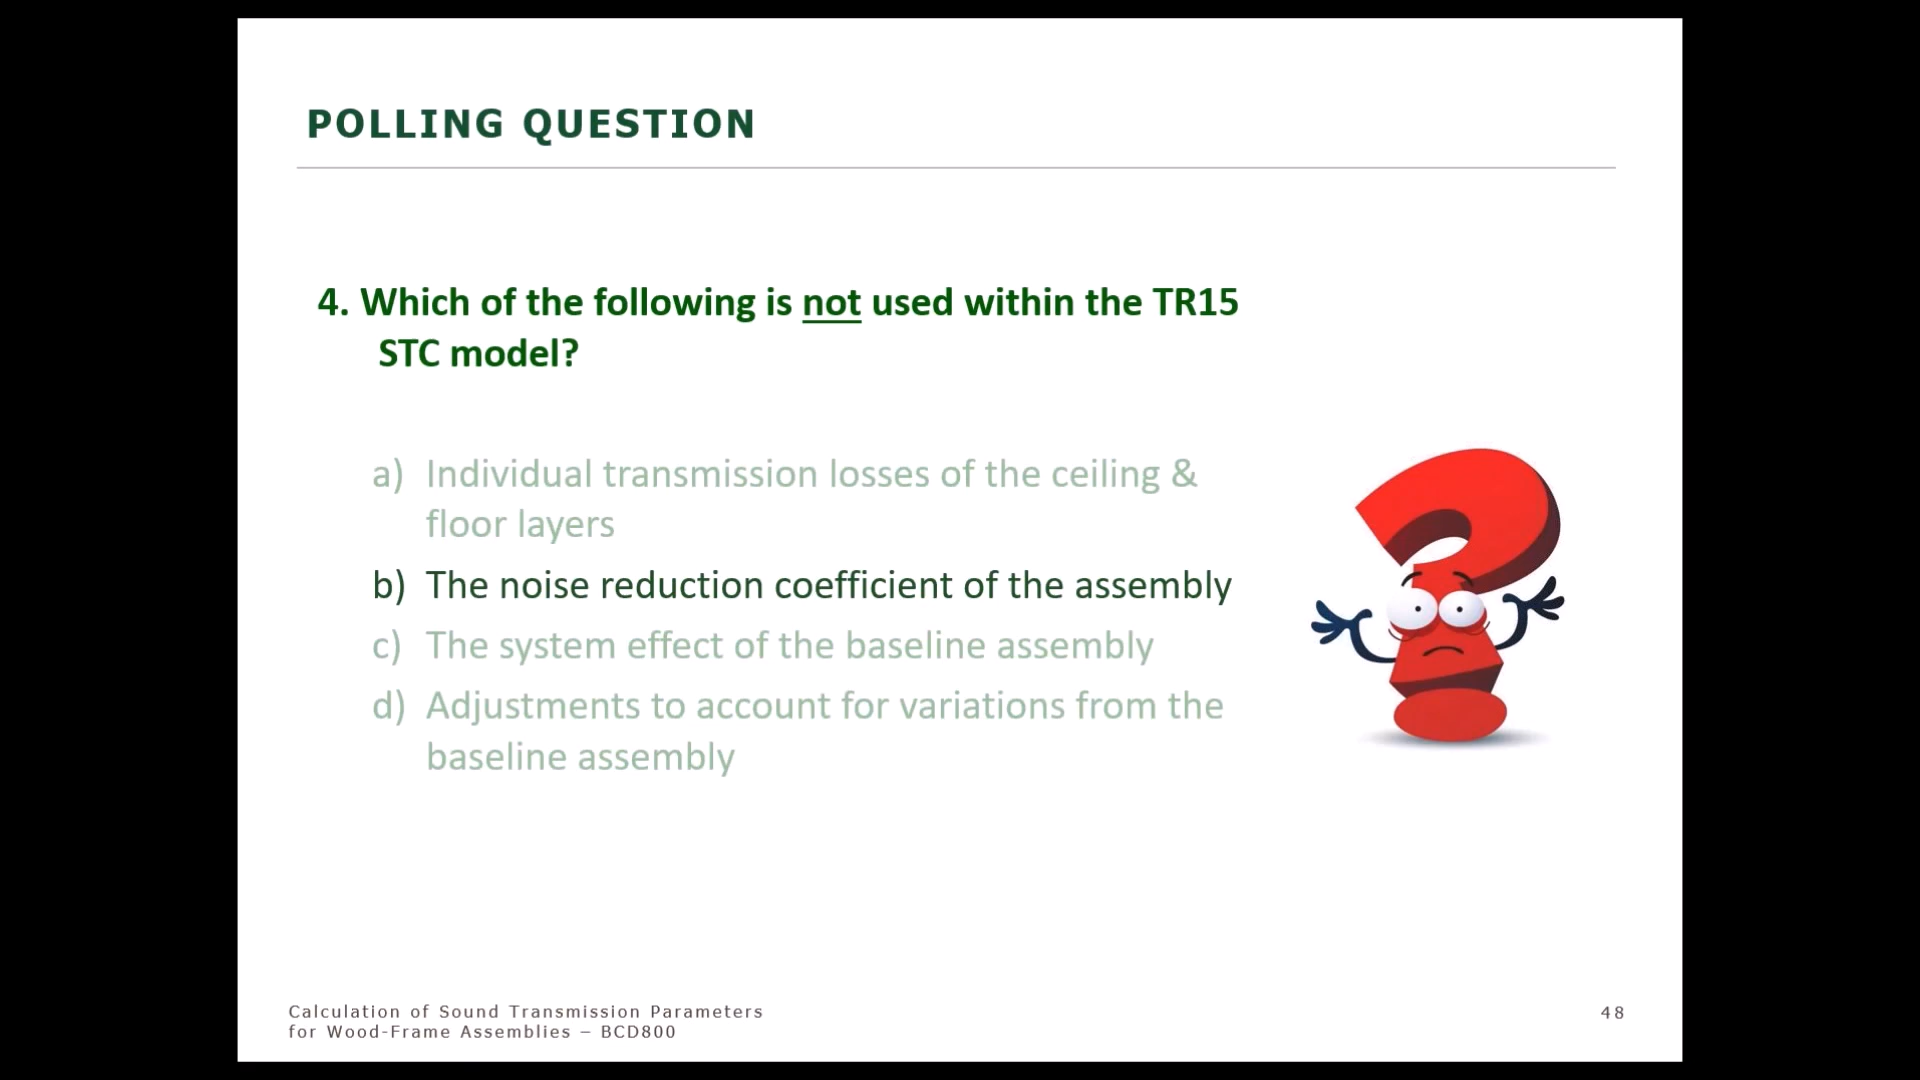 POLLING QUESTION
4. Which of the following is not used within the TR15
STC model?
a) Individual transmission losses of the ceiling &
floor layers
b) The noise reduction coefficient of the assembly
c) The system effect of the baseline assembly
d) Adjustments to account for variations from the
baseline assembly
Calculation of Sound Transmission Parameters
for Wood-Frame Assemblies – BCD800
48